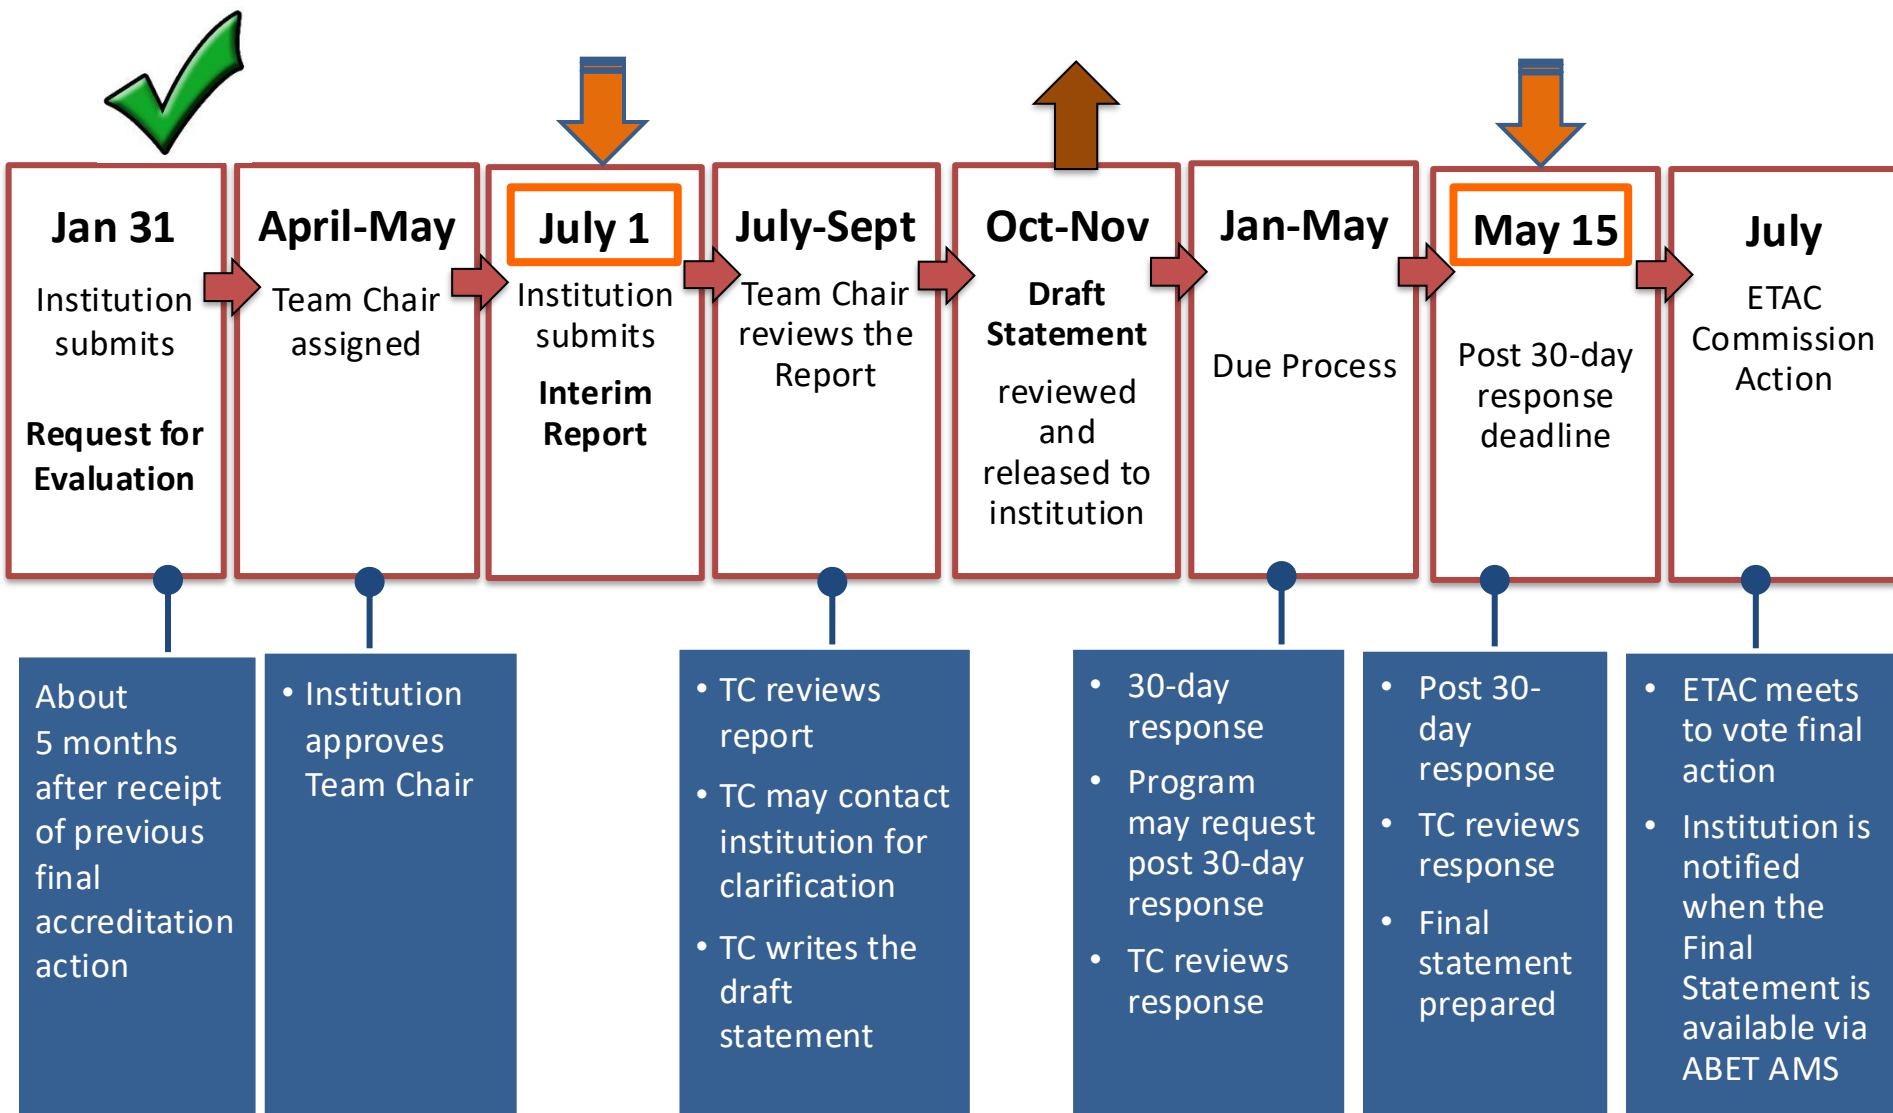 Jan 31
Institution
submits
Request for
Evaluation
April-May
Team Chair
assigned
July 1
Institution
submits
Interim
Report
July-Sept
Team Chair
reviews the
Report
Oct-Nov
Draft
Statement
reviewed
and
released to
institution
Jan-May
Due Process
May 15
Post 30-day
response
deadline
July
ETAC
Commission
Action
About
5 months
after receipt
of previous
final
accreditation
action
• Institution
approves
Team Chair
• TC reviews
report
• TC may contact
institution for
clarification
• TC writes the
draft
statement
• 30-day
response
• Program
may request
post 30-day
response
• TC reviews
response
• Post 30-
day
response
• TC reviews
response
• Final
statement
prepared
• ETAC meets
to vote final
action
• Institution is
notified
when the
Final
Statement is
available via
ABET AMS